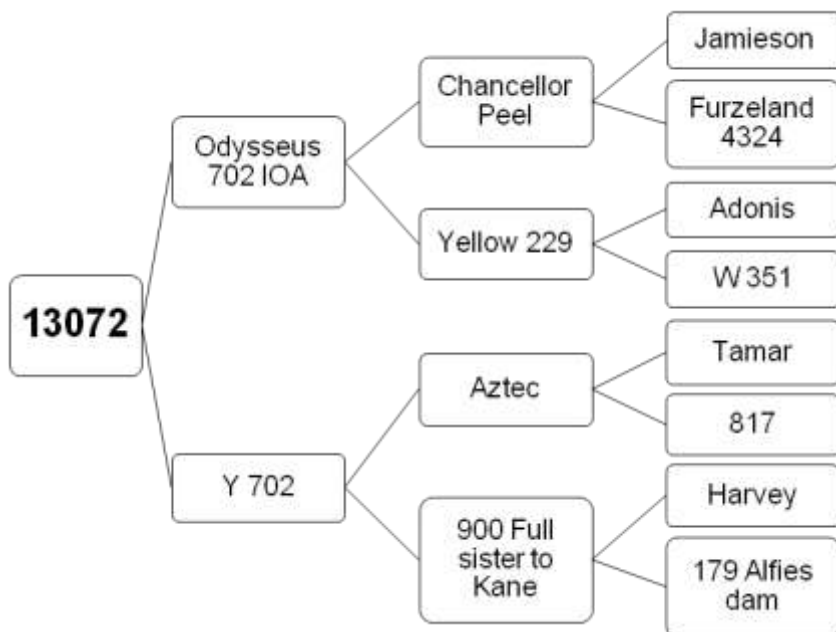 13072
Odysseus
702 IOA
Y 702
Chancellor
Peel
Yellow 229
Aztec
900 Full
sister to
Kane
Jamieson
Furzeland
4324
Adonis
W 351
Tamar
817
Harvey
179 Alfies
dam